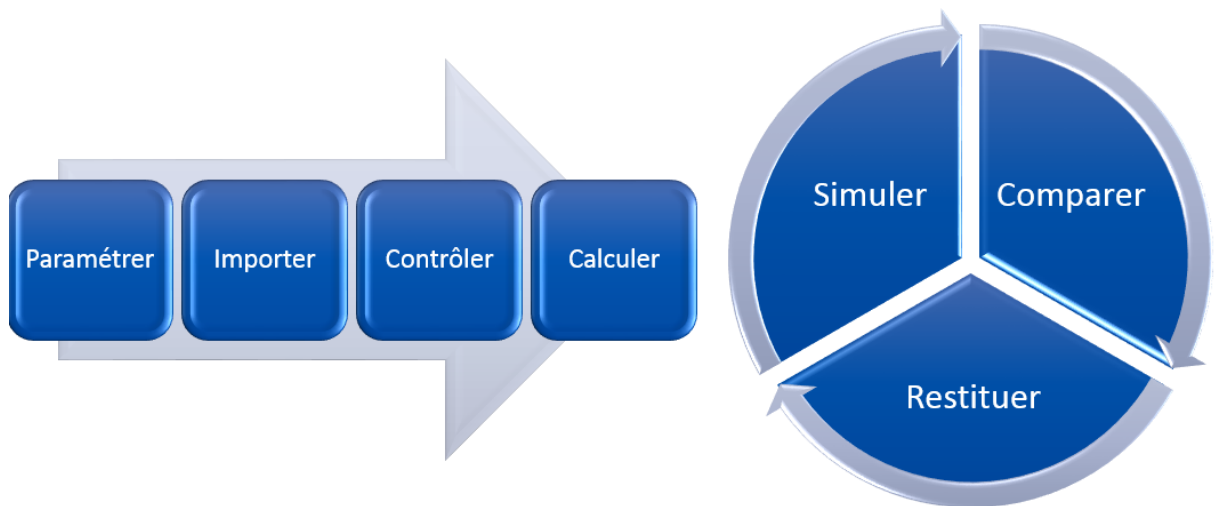 Paramétrer
Importer
Contrôler
Calculer
Simuler
Comparer
Restituer